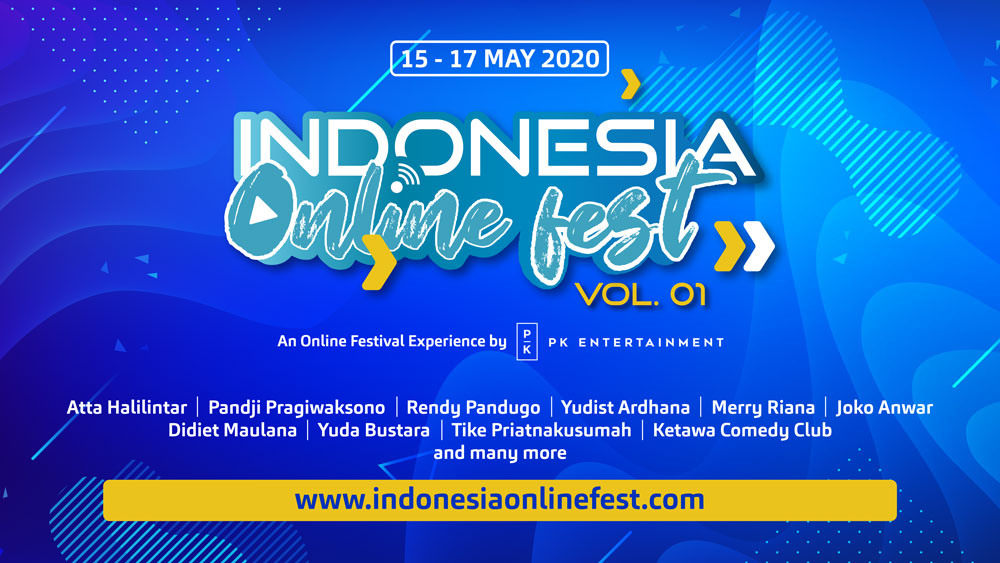 15 - 17 MAY 2020
INDONESIA
Online fest
VOL. 01
An Online Festival Experience by P K PK ENTERTAINMENT
Atta Halilintar | Pandji Pragiwaksono | Rendy Pandugo | Yudist Ardhana | Merry Riana | Joko Anwar
Didiet Maulana | Yuda Bustara | Tike Priatnakusumah | Ketawa Comedy Club
and many more
www.indonesiaonlinefest.com